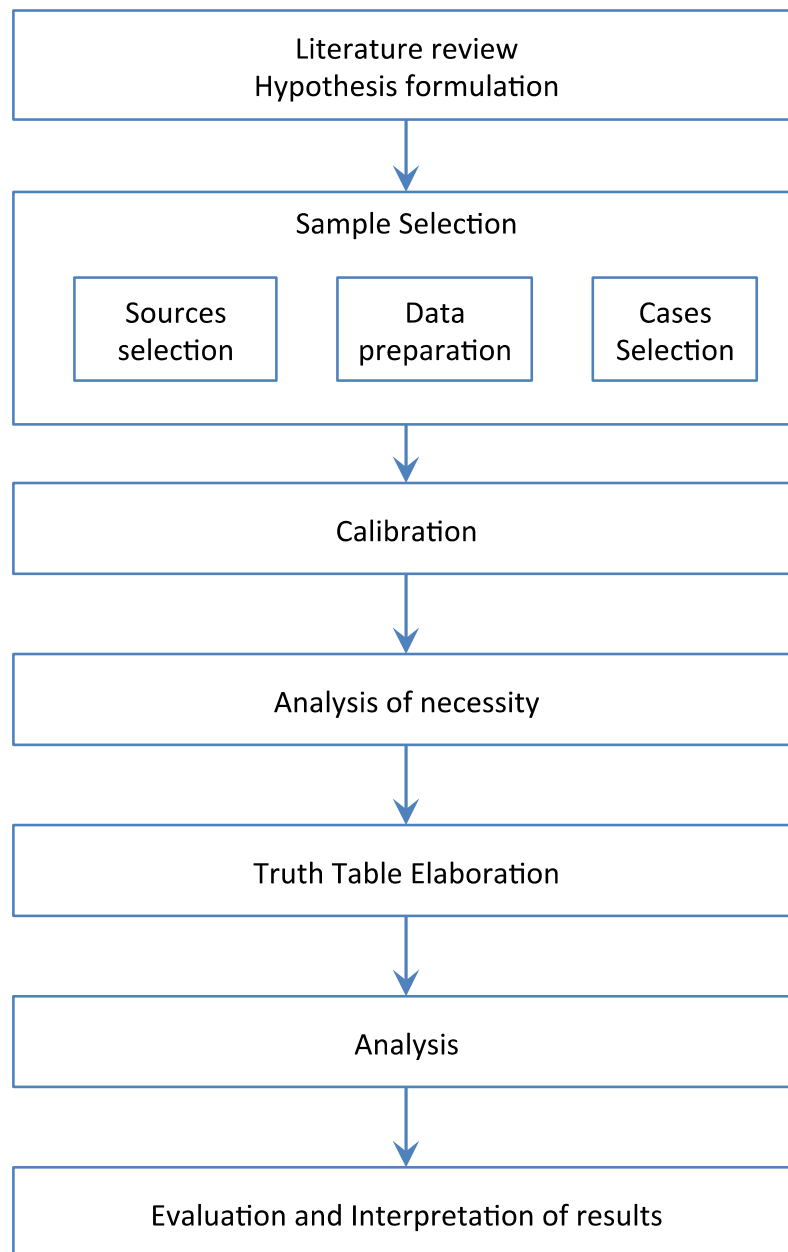 Literature review
Hypothesis formulation
Sample Selection
Sources
selection
Data
preparation
Cases
Selection
Calibration
Analysis of necessity
Truth Table Elaboration
Analysis
Evaluation and Interpretation of results